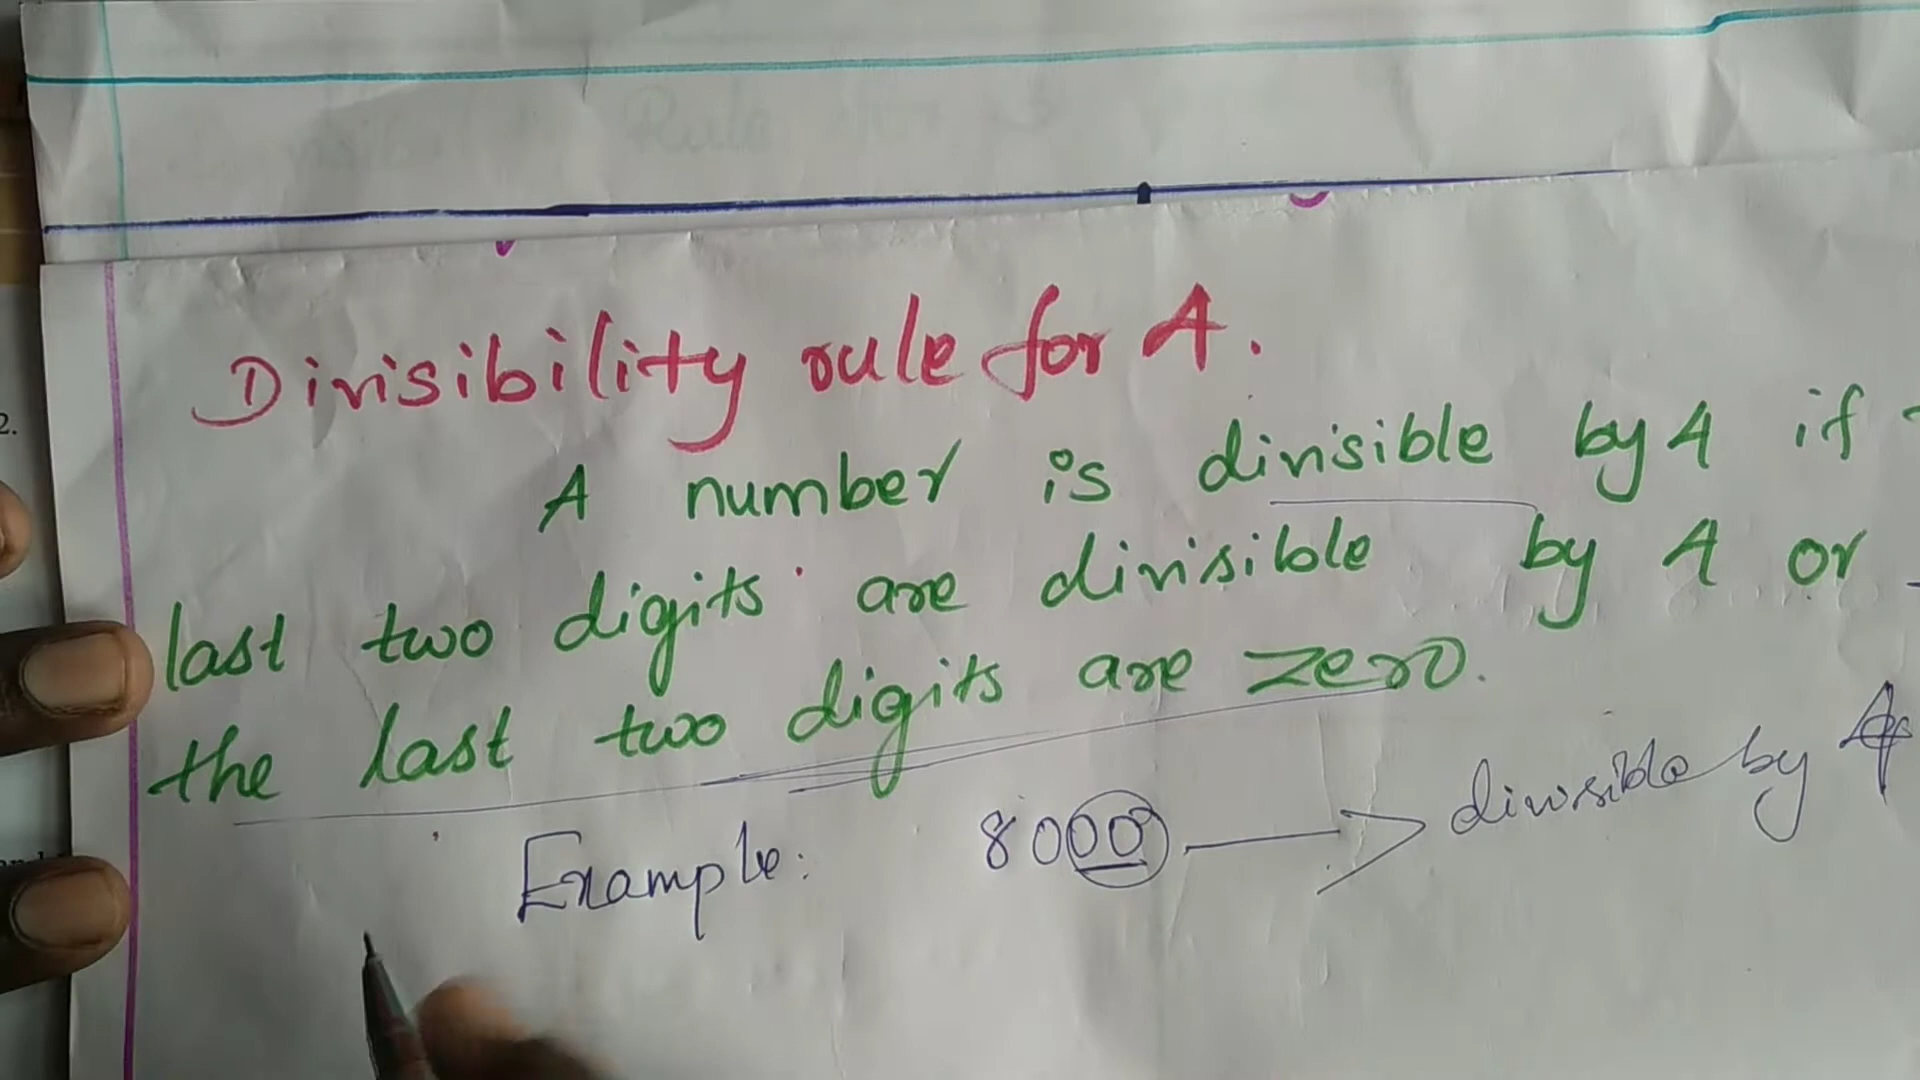 Divisibility rule for 4.
A number is divisible by 4 if
last two digits are divisible by 4 or
the last two digits are zero.
Example: 8000 → divisible by 4
2.